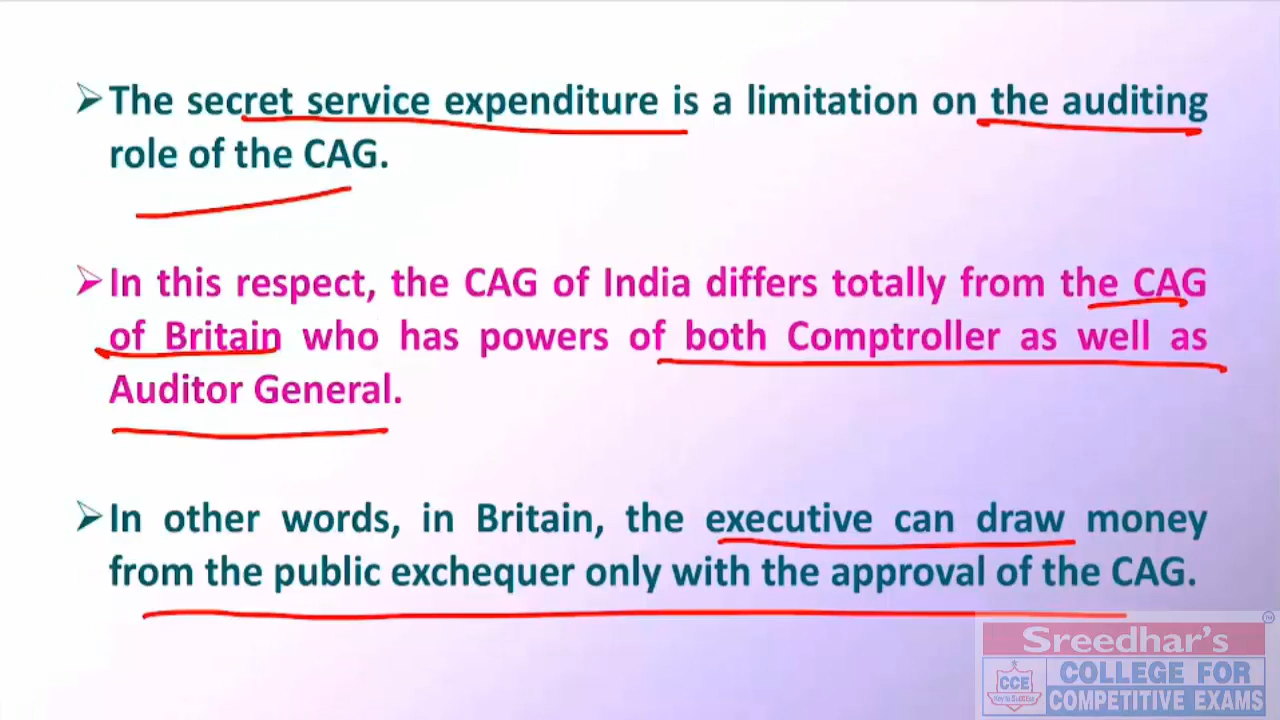 ➢The secret service expenditure is a limitation on the auditing
role of the CAG.
➢In this respect, the CAG of India differs totally from the CAG
of Britain who has powers of both Comptroller as well as
Auditor General.
➢In other words, in Britain, the executive can draw money
from the public exchequer only with the approval of the CAG.
TM
Sreedhar's
CCE
COLLEGE FOR
COMPETITIVE EXAMS